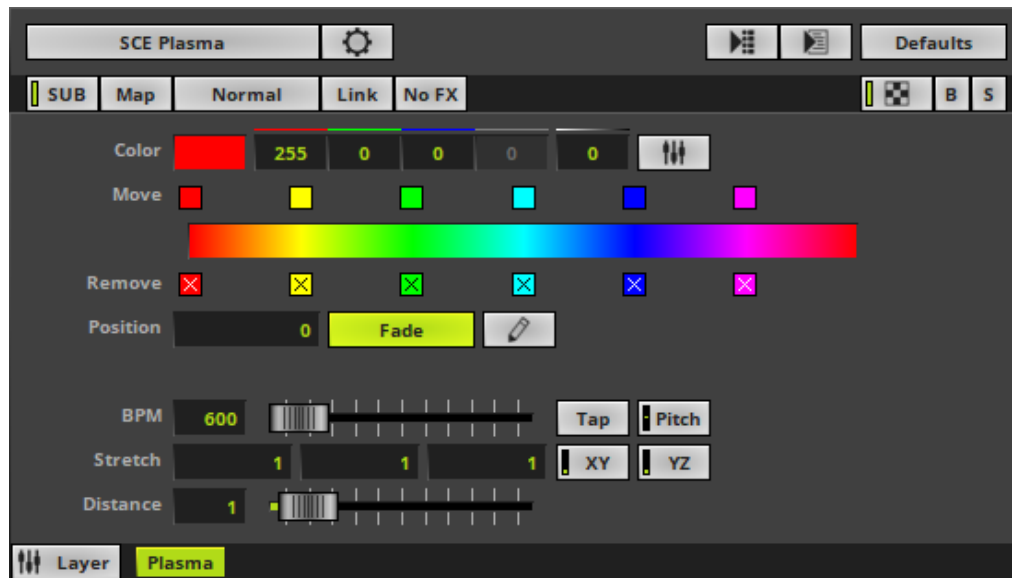 SCE Plasma Defaults
SUB Map Normal Link No FX B S
Color 255 0 0 0 0
Move
Remove
Position 0 Fade
BPM 600 Tap Pitch
Stretch 1 1 1 XY YZ
Distance 1
Layer Plasma